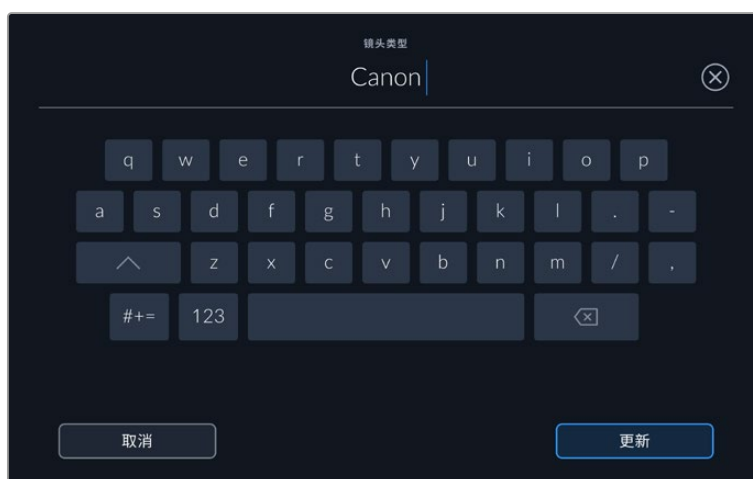 镜头类型
Canon
q w e r t y u i o p
a s d f g h j k l . -
z x c v b n m / ,
#+= 123
取消 更新